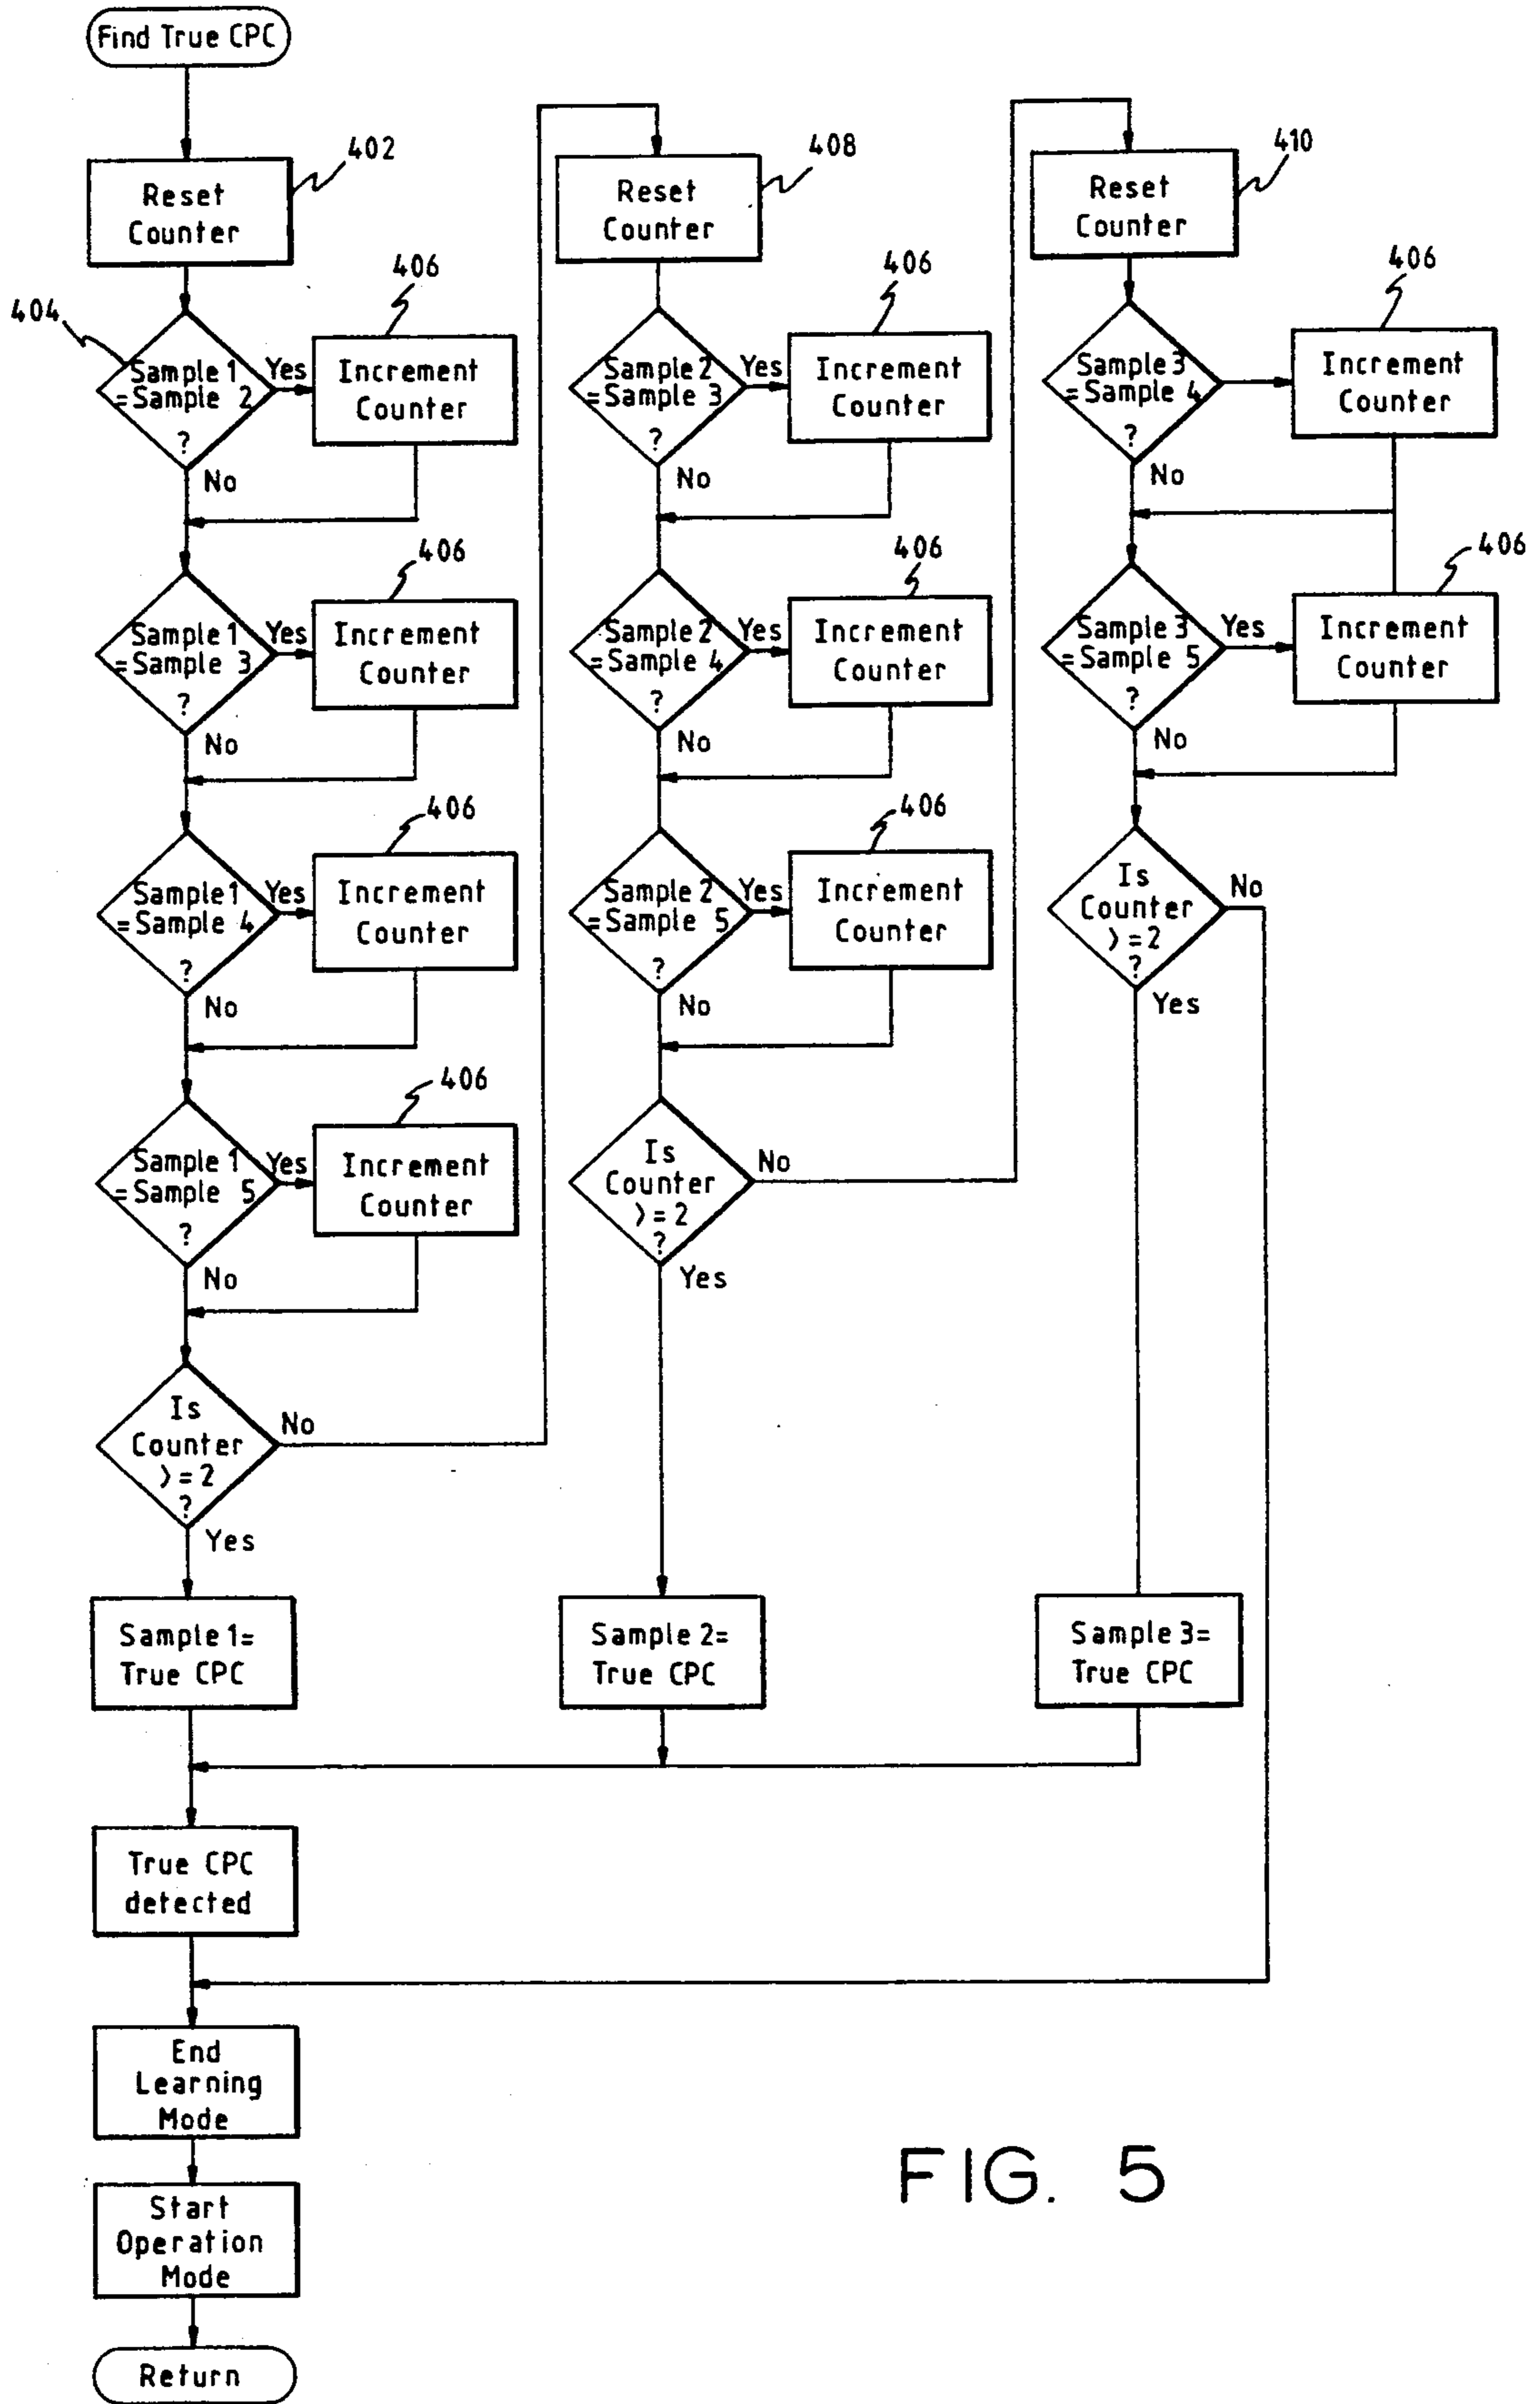 Find True CPC
402
Reset
Counter
404
Sample 1
=Sample 2
?
Yes
No
406
Increment
Counter
Sample 1
=Sample 3
?
Yes
No
406
Increment
Counter
Sample 1
=Sample 4
?
Yes
No
406
Increment
Counter
Sample 1
=Sample 5
?
Yes
No
406
Increment
Counter
Is
Counter
>=2
?
No
Yes
Sample 1=
True CPC
408
Reset
Counter
Sample 2
=Sample 3
?
Yes
No
406
Increment
Counter
Sample 2
=Sample 4
?
Yes
No
406
Increment
Counter
Sample 2
=Sample 5
?
Yes
No
406
Increment
Counter
Is
Counter
>=2
?
No
Yes
Sample 2=
True CPC
410
Reset
Counter
Sample 3
=Sample 4
?
No
406
Increment
Counter
Sample 3
=Sample 5
?
Yes
No
406
Increment
Counter
Is
Counter
>=2
?
No
Yes
Sample 3=
True CPC
True CPC
detected
End
Learning
Mode
Start
Operation
Mode
Return
FIG. 5